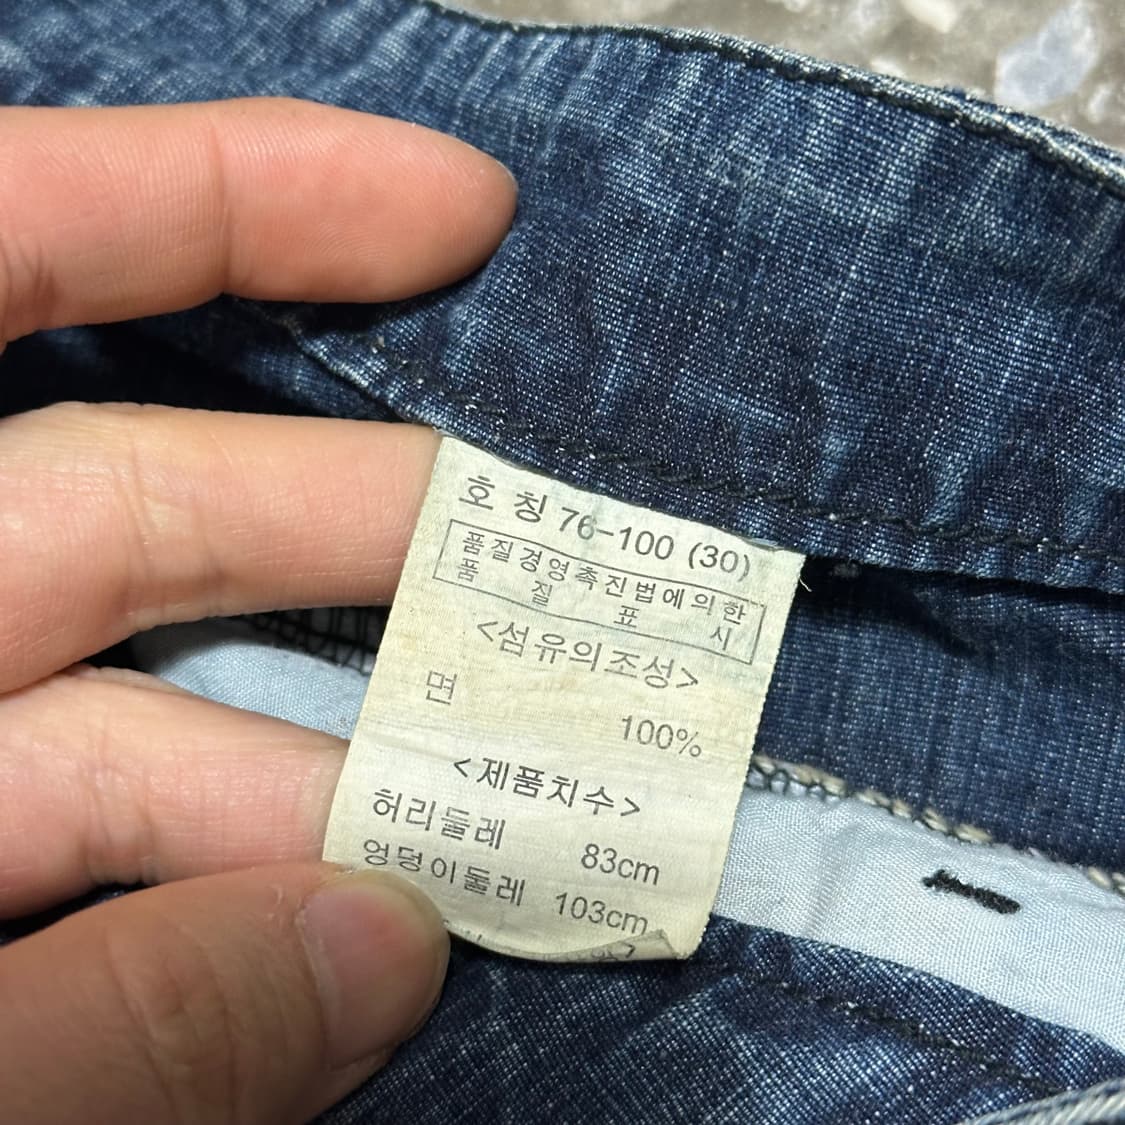 호 칭 76-100 (30)
품질경영촉진법에의한
품 질 표 시
<섬유의조성>
면 100%
<제품치수>
허리둘레 83cm
엉덩이둘레 103cm